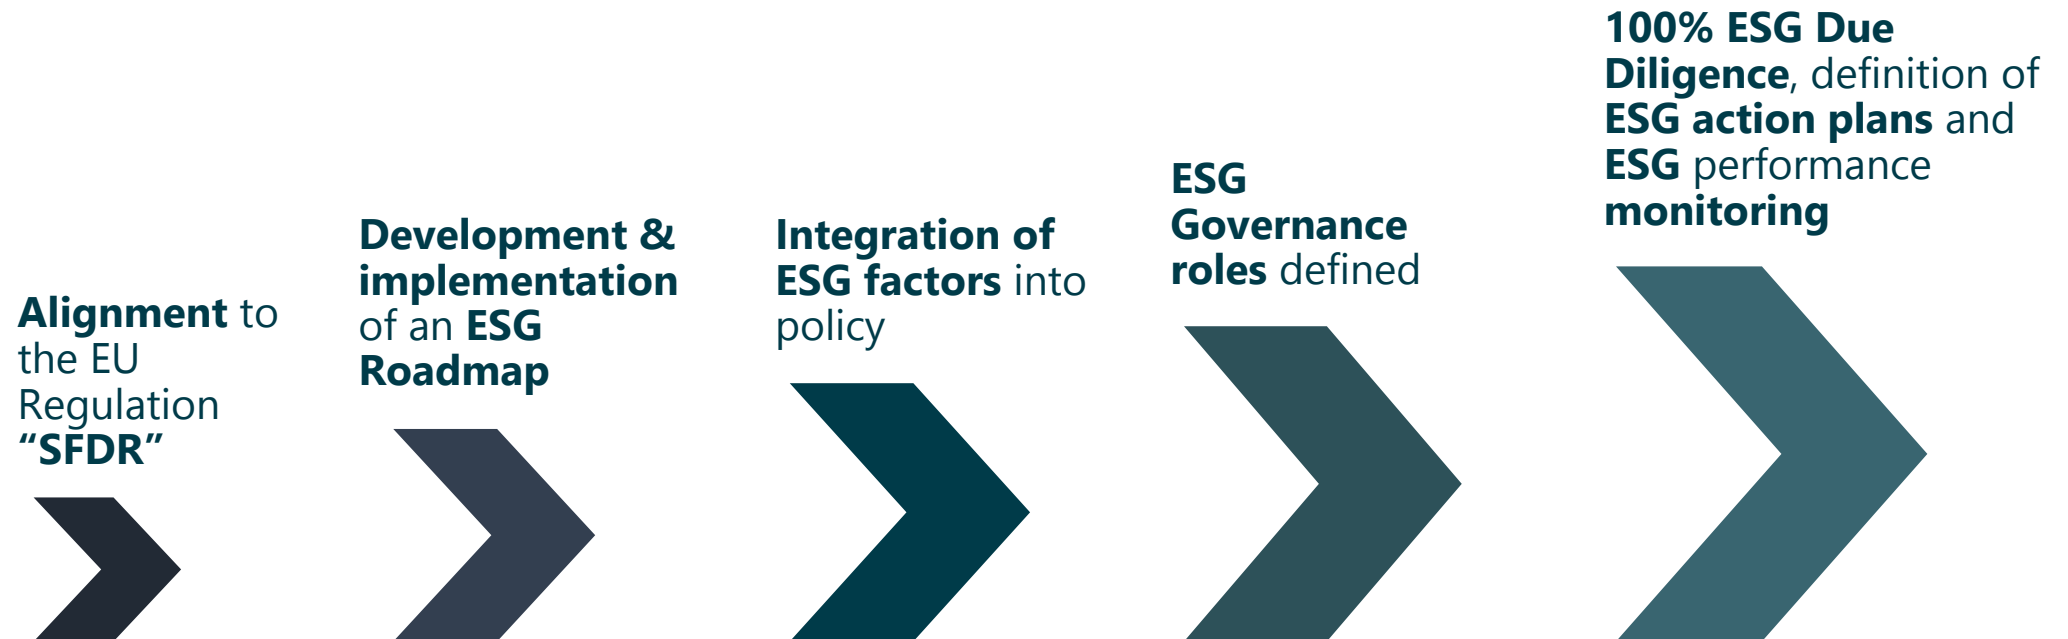 Alignment to
the EU
Regulation
“SFDR”
Development &
implementation
of an ESG
Roadmap
Integration of
ESG factors into
policy
ESG
Governance
roles defined
100% ESG Due
Diligence, definition of
ESG action plans and
ESG performance
monitoring